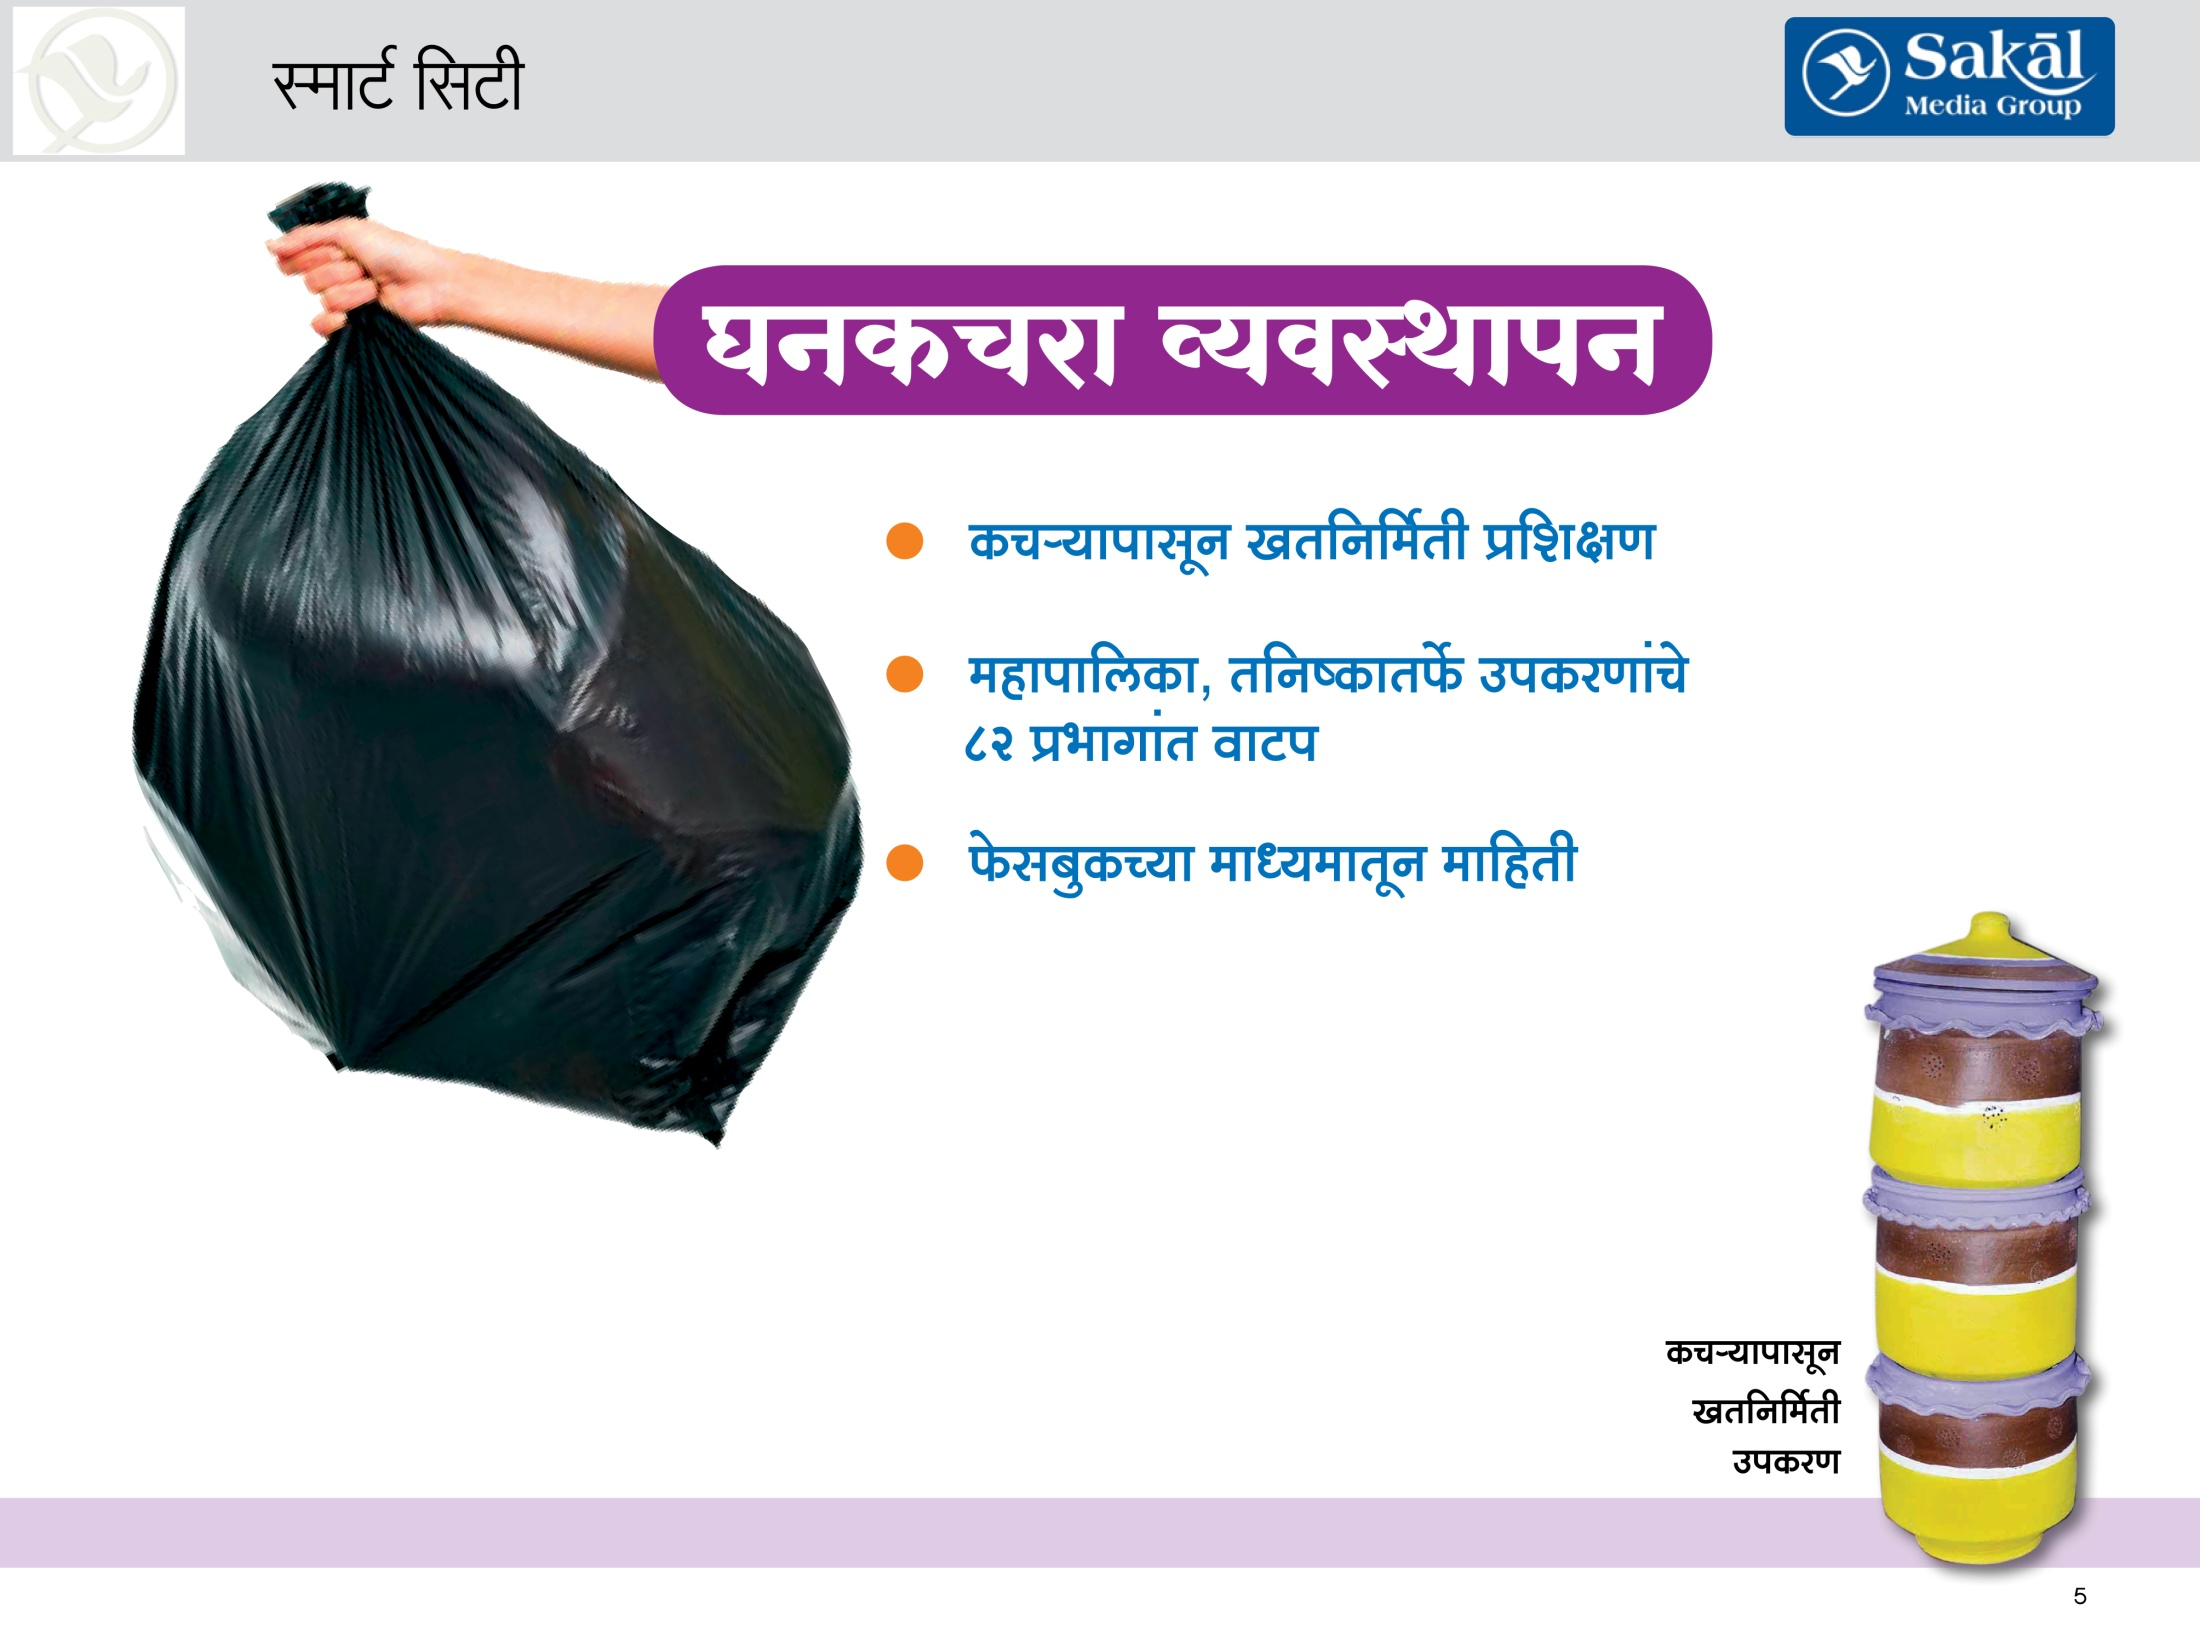 स्मार्ट सिटी
Sakāl
Media Group
घनकचरा व्यवस्थापन
कचऱ्यापासून खतनिर्मिती प्रशिक्षण
महापालिका, तनिष्कातर्फे उपकरणांचे
८२ प्रभागांत वाटप
फेसबुकच्या माध्यमातून माहिती
कचऱ्यापासून
खतनिर्मिती
उपकरण
5